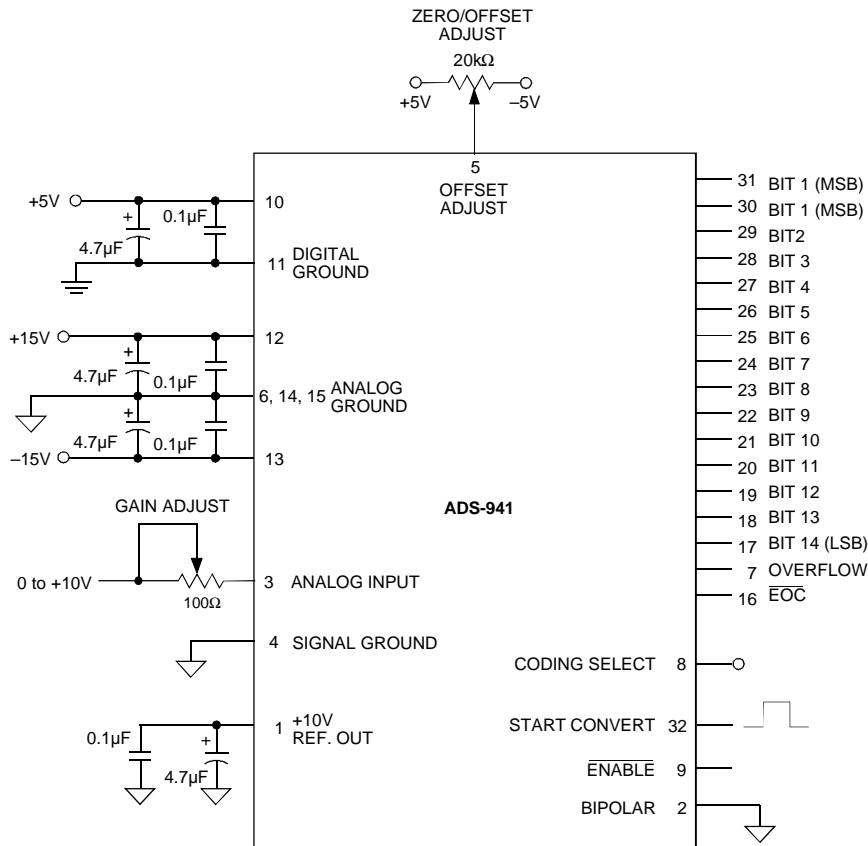 ZERO/OFFSET
ADJUST
20kΩ
+5V
–5V
5
OFFSET
ADJUST
+5V
+
4.7µF
0.1µF
10
11
DIGITAL
GROUND
+15V
+
4.7µF
0.1µF
12
6, 14, 15
ANALOG
GROUND
+
4.7µF
0.1µF
–15V
13
GAIN ADJUST
0 to +10V
100Ω
3
ANALOG INPUT
4
SIGNAL GROUND
1
+10V
REF. OUT
0.1µF
+
4.7µF
ADS-941
31 BIT 1 (MSB)
30 BIT 1 (MSB)
29 BIT2
28 BIT 3
27 BIT 4
26 BIT 5
25 BIT 6
24 BIT 7
23 BIT 8
22 BIT 9
21 BIT 10
20 BIT 11
19 BIT 12
18 BIT 13
17 BIT 14 (LSB)
7 OVERFLOW
16 EOC
CODING SELECT 8
START CONVERT 32
ENABLE 9
BIPOLAR 2